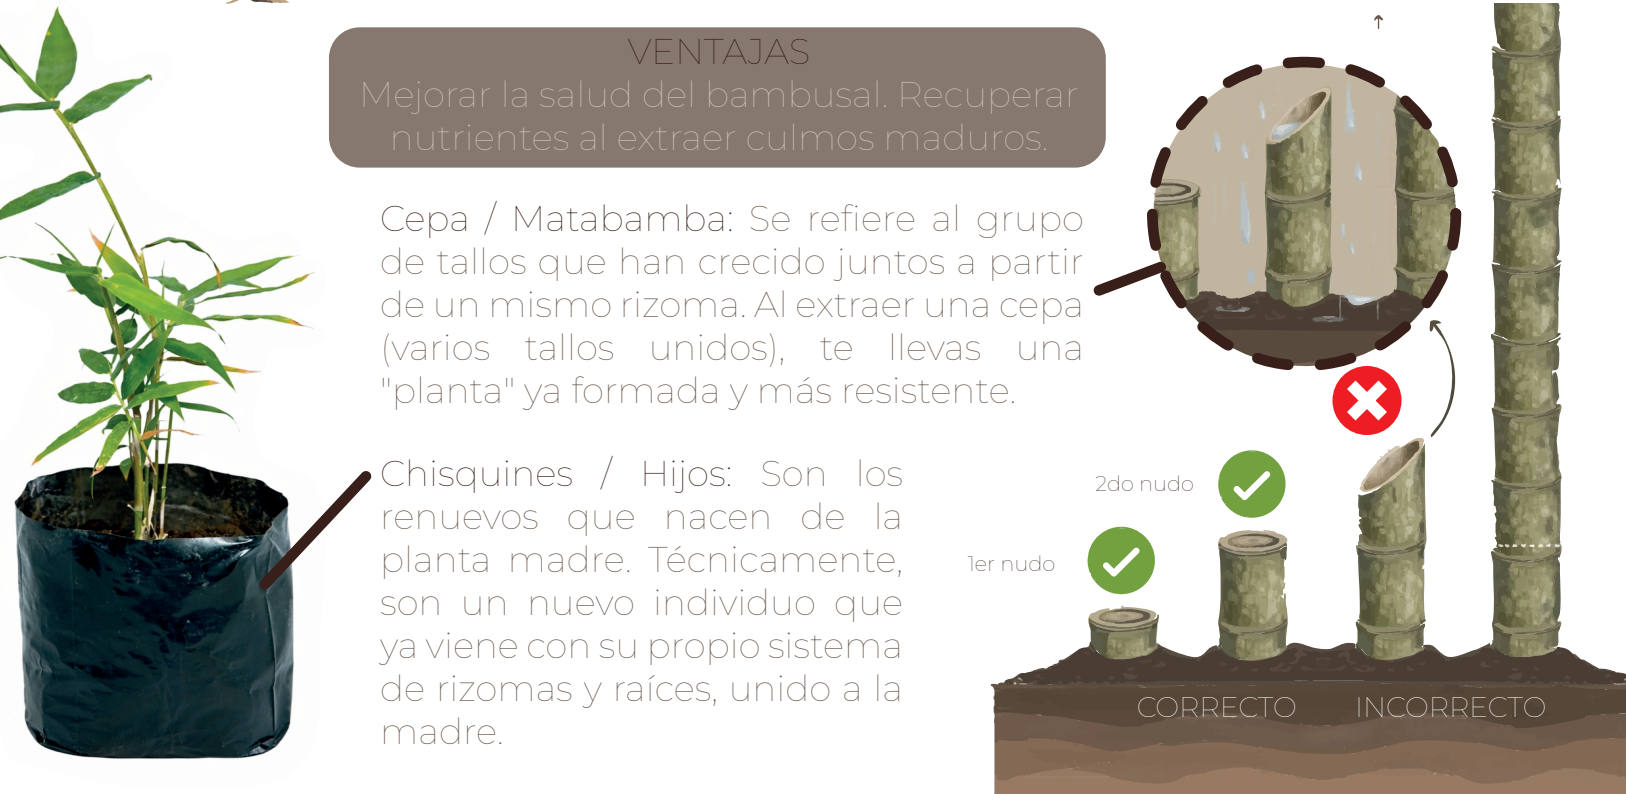 VENTAJAS
Mejorar la salud del bambusal. Recuperar
nutrientes al extraer culmos maduros.
Cepa / Matabamba: Se refiere al grupo
de tallos que han crecido juntos a partir
de un mismo rizoma. Al extraer una cepa
(varios tallos unidos), te llevas una
"planta" ya formada y más resistente.
Chisquines / Hijos: Son los
renuevos que nacen de la
planta madre. Técnicamente,
son un nuevo individuo que
ya viene con su propio sistema
de rizomas y raíces, unido a la
madre.
2do nudo
1er nudo
CORRECTO
INCORRECTO